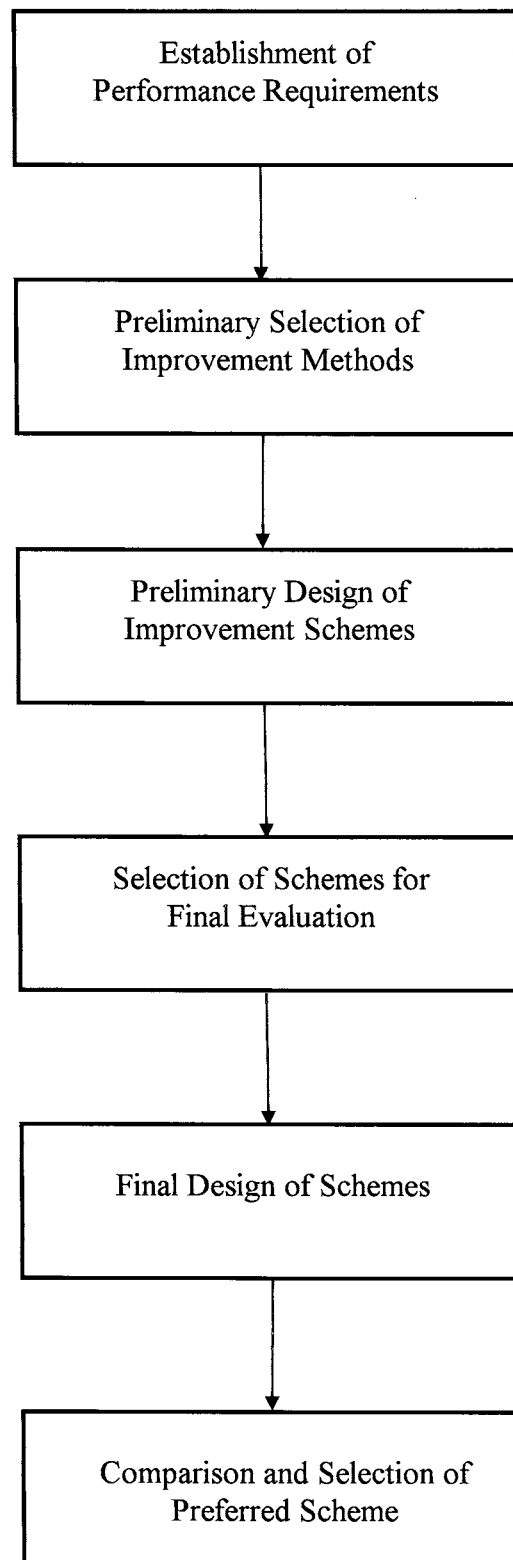 Establishment of
Performance Requirements
Preliminary Selection of
Improvement Methods
Preliminary Design of
Improvement Schemes
Selection of Schemes for
Final Evaluation
Final Design of Schemes
Comparison and Selection of
Preferred Scheme